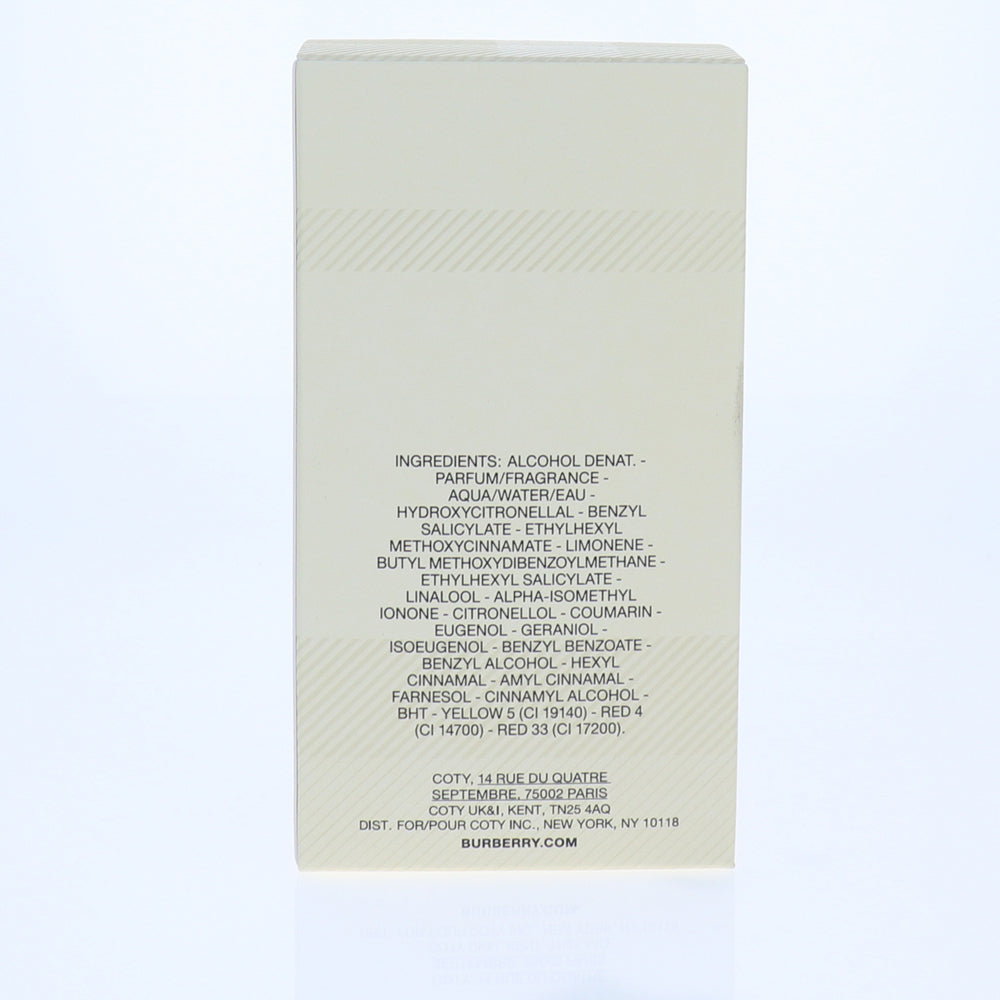 INGREDIENTS: ALCOHOL DENAT. -
PARFUM/FRAGRANCE -
AQUA/WATER/EAU -
HYDROXYCITRONELLAL - BENZYL
SALICYLATE - ETHYLHEXYL
METHOXYCINNAMATE - LIMONENE -
BUTYL METHOXYDIBENZOYLMETHANE -
ETHYLHEXYL SALICYLATE -
LINALOOL - ALPHA-ISOMETHYL
IONONE - CITRONELLOL - COUMARIN -
EUGENOL - GERANIOL -
ISOEUGENOL - BENZYL BENZOATE -
BENZYL ALCOHOL - HEXYL
CINNAMAL - AMYL CINNAMAL -
FARNESOL - CINNAMYL ALCOHOL -
BHT - YELLOW 5 (CI 19140) - RED 4
(CI 14700) - RED 33 (CI 17200).
COTY, 14 RUE DU QUATRE
SEPTEMBRE, 75002 PARIS
COTY UK&I, KENT, TN25 4AQ
DIST. FOR/POUR COTY INC., NEW YORK, NY 10118
BURBERRY.COM